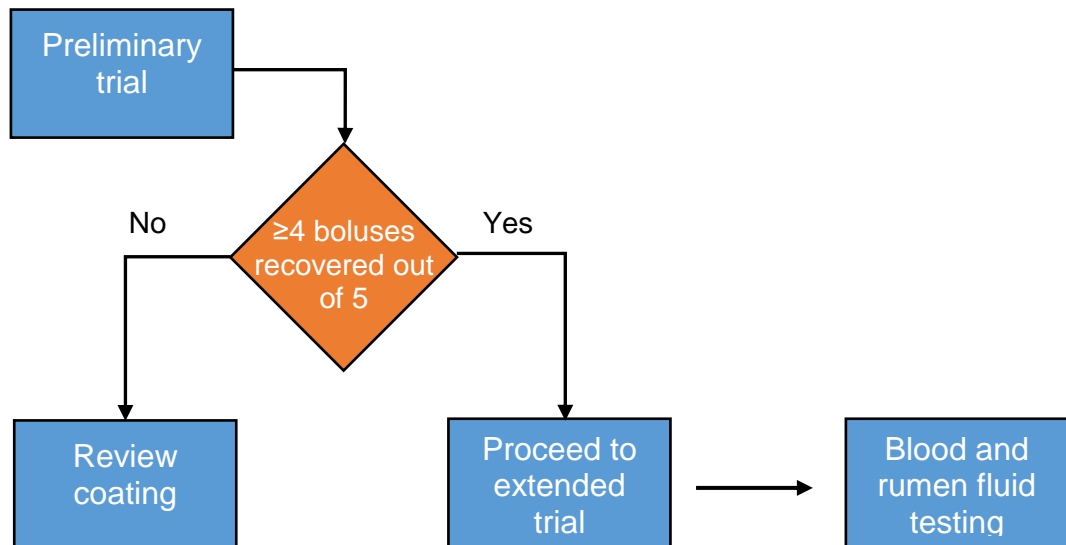 Preliminary
trial
No
Yes
≥4 boluses
recovered out
of 5
Review
coating
Proceed to
extended
trial
Blood and
rumen fluid
testing